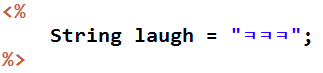 <%
String laugh = "ㅋㅋㅋ";
%>